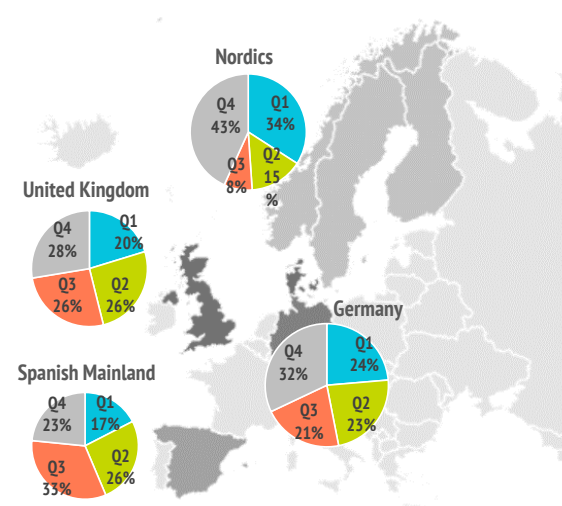 Nordics
Q4
43%
Q1
34%
Q3
8%
Q2
15
%
United Kingdom
Q4
28%
Q1
20%
Q3
26%
Q2
26%
Germany
Q4
32%
Q1
24%
Q3
21%
Q2
23%
Spanish Mainland
Q4
23%
Q1
17%
Q3
33%
Q2
26%